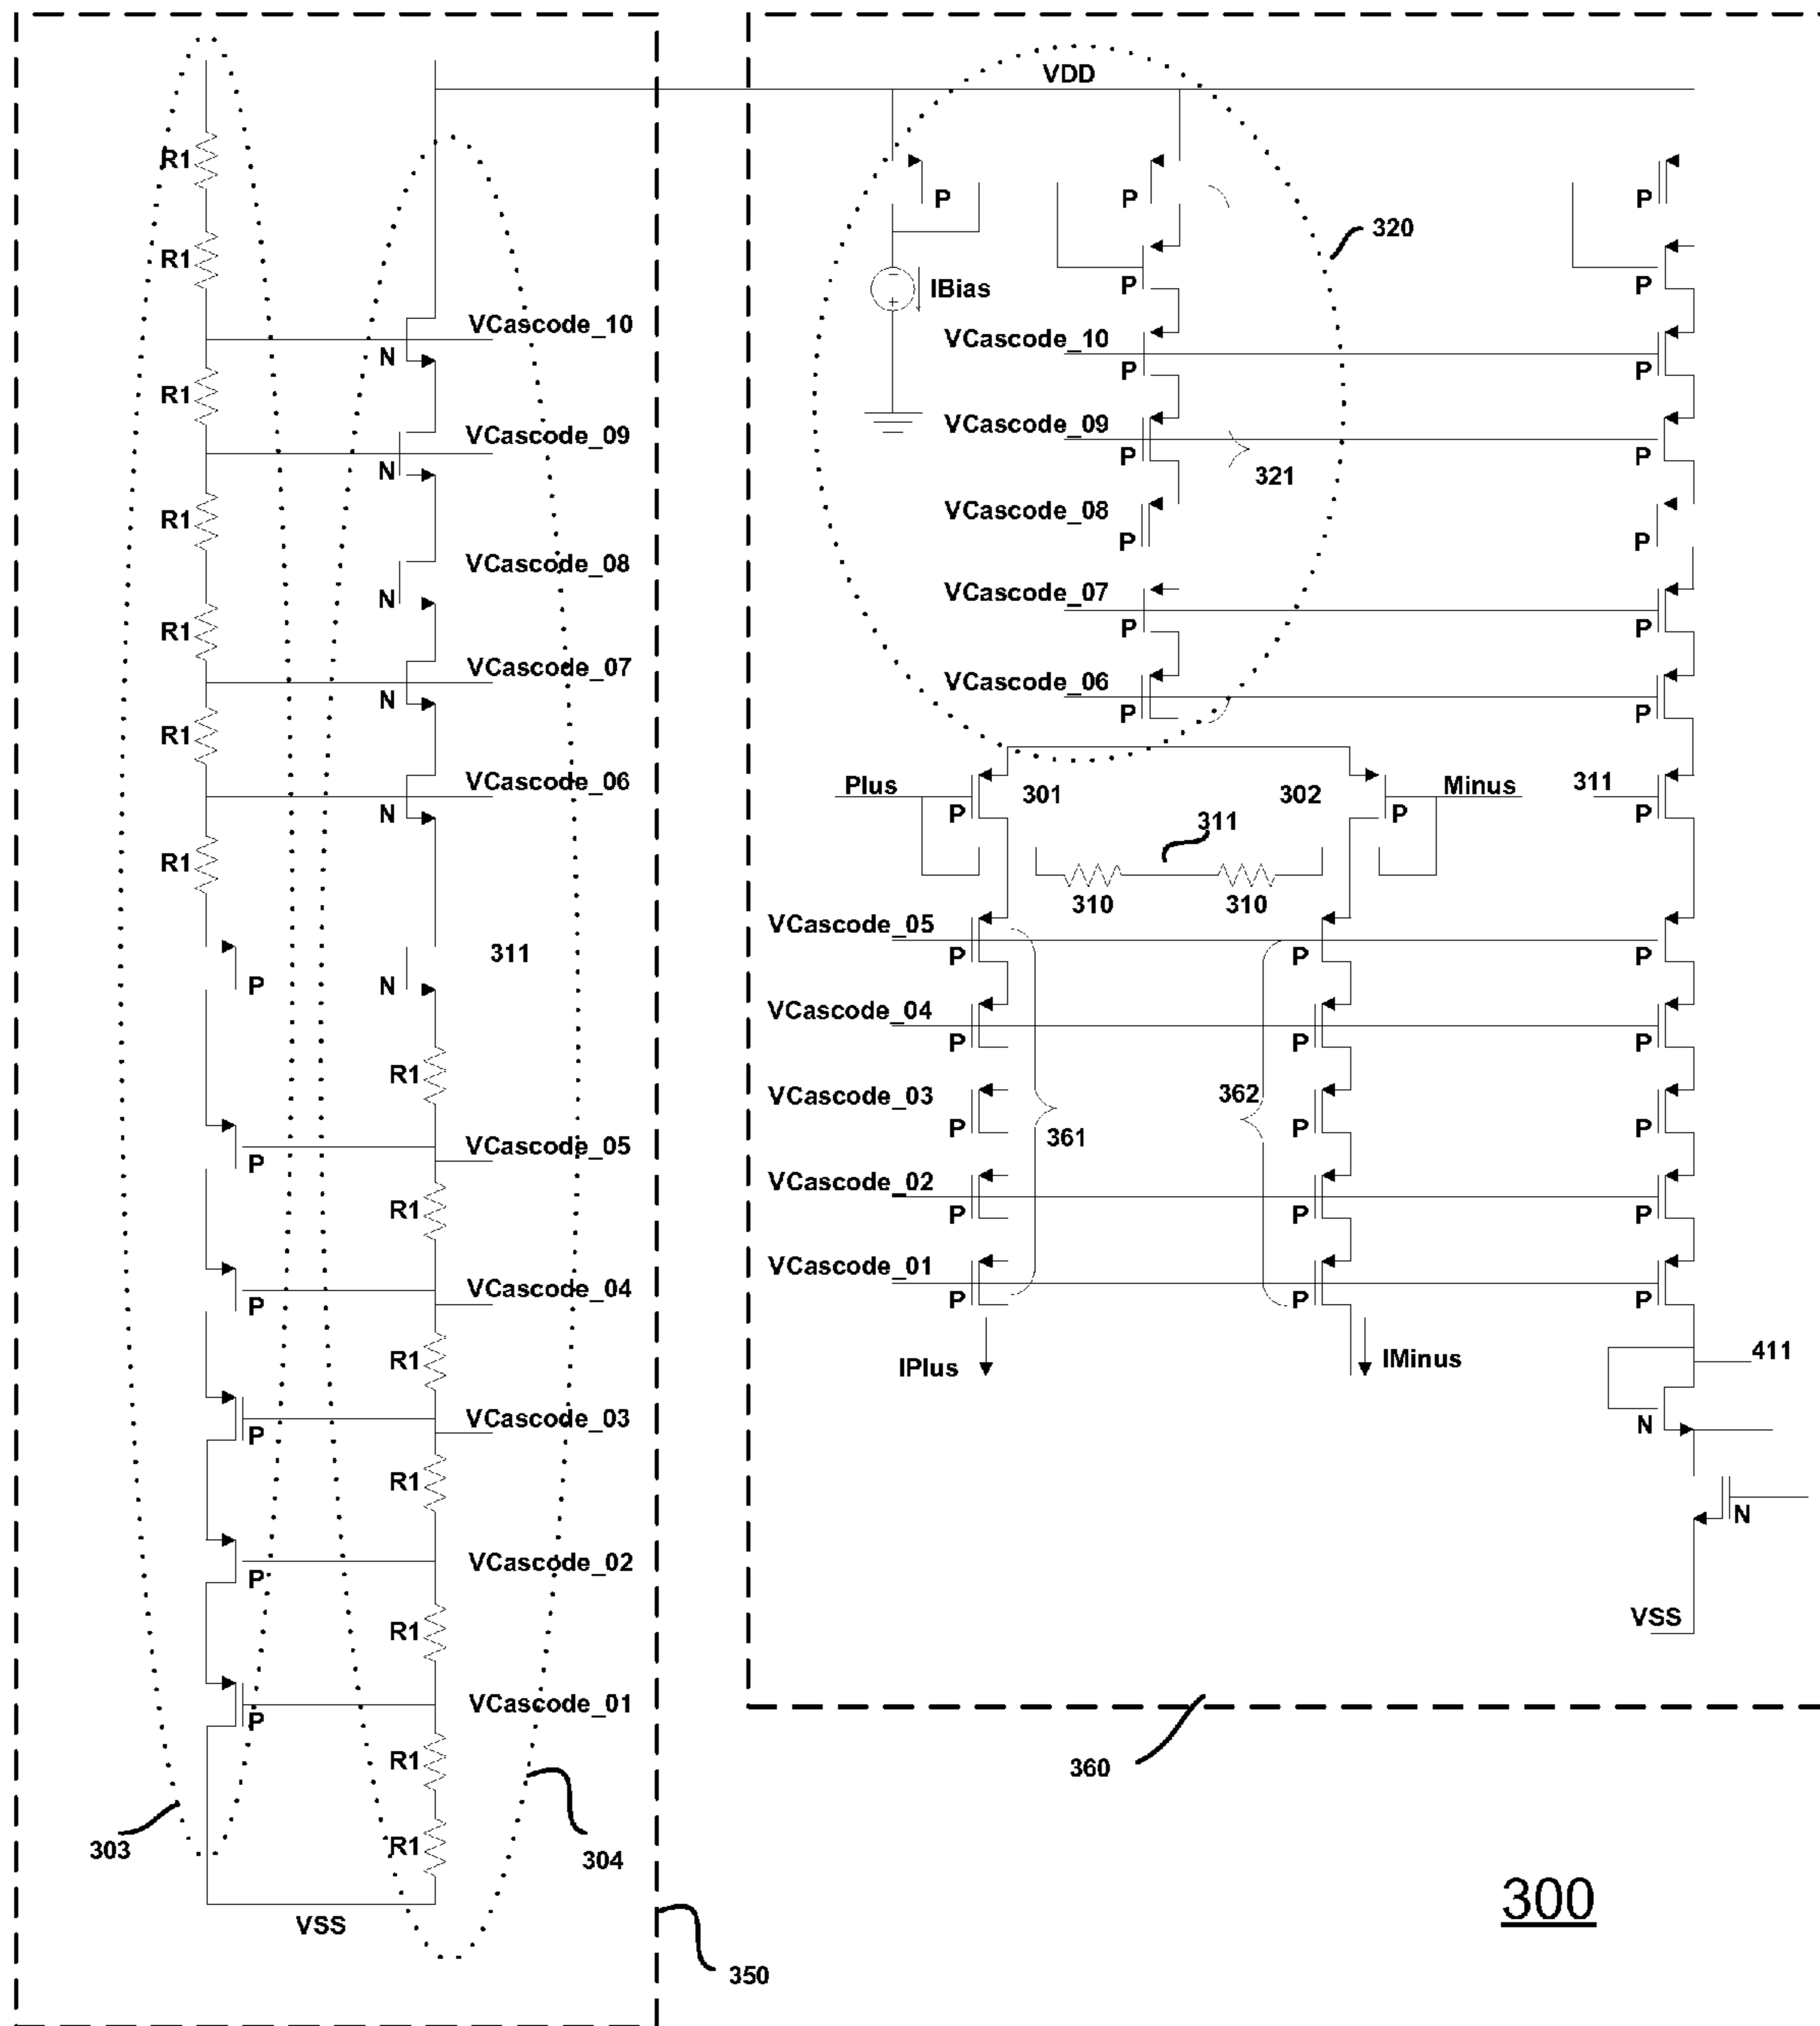 VDD
R1
P
P
P
320
R1
P
IBias
P
VCascode_10
N
VCascode_10
P
P
R1
VCascode_09
N
VCascode_09
P
321
P
R1
VCascode_08
P
P
VCascode_08
N
VCascode_07
P
P
R1
VCascode_07
N
VCascode_06
P
P
R1
VCascode_06
N
Plus
P
301
302
Minus
P
311
P
311
R1
310
310
VCascode_05
P
P
P
311
P
N
VCascode_04
P
P
P
R1
VCascode_03
P
P
P
362
361
VCascode_05
P
VCascode_02
P
P
P
R1
VCascode_01
P
P
P
VCascode_04
P
R1
IPlus
IMinus
411
VCascode_03
P
N
R1
N
VCascode_02
P
R1
VSS
VCascode_01
P
R1
360
R1
303
304
VSS
350
300